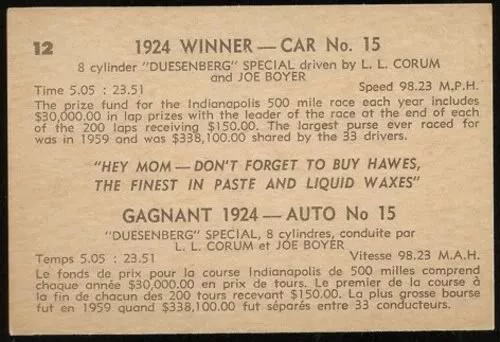 12
1924 WINNER — CAR No. 15
8 cylinder "DUESENBERG" SPECIAL driven by L. L. CORUM
and JOE BOYER
Time 5.05 : 23.51 Speed 98.23 M.P.H.
The prize fund for the Indianapolis 500 mile race each year includes
$30,000.00 in lap prizes with the leader of the race at the end of each
of the 200 laps receiving $150.00. The largest purse ever raced for
was in 1959 and was $338,100.00 shared by the 33 drivers.
"HEY MOM — DON'T FORGET TO BUY HAWES,
THE FINEST IN PASTE AND LIQUID WAXES"
GAGNANT 1924 — AUTO No 15
"DUESENBERG" SPECIAL, 8 cylindres, conduite par
L. L. CORUM et JOE BOYER
Temps 5.05 : 23.51 Vitesse 98.23 M.A.H.
Le fonds de prix pour la course Indianapolis de 500 milles comprend
chaque année $30,000.00 en prix de tours. Le premier de la course à
la fin de chacun des 200 tours recevant $150.00. La plus grosse bourse
fut en 1959 quand $338,100.00 fut séparés entre 33 conducteurs.